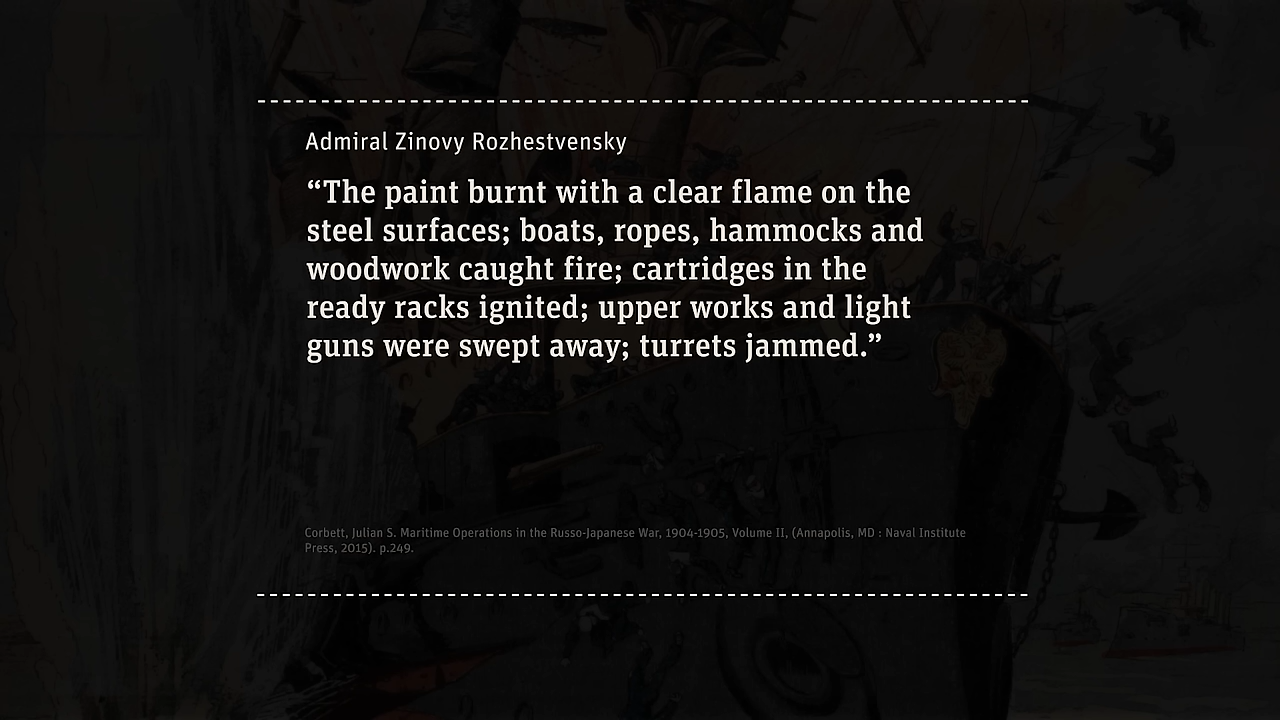 Admiral Zinovy Rozhestvensky
“The paint burnt with a clear flame on the
steel surfaces; boats, ropes, hammocks and
woodwork caught fire; cartridges in the
ready racks ignited; upper works and light
guns were swept away; turrets jammed.”
Corbett, Julian S. Maritime Operations in the Russo-Japanese War, 1904-1905, Volume II, (Annapolis, MD : Naval Institute
Press, 2015). p.249.